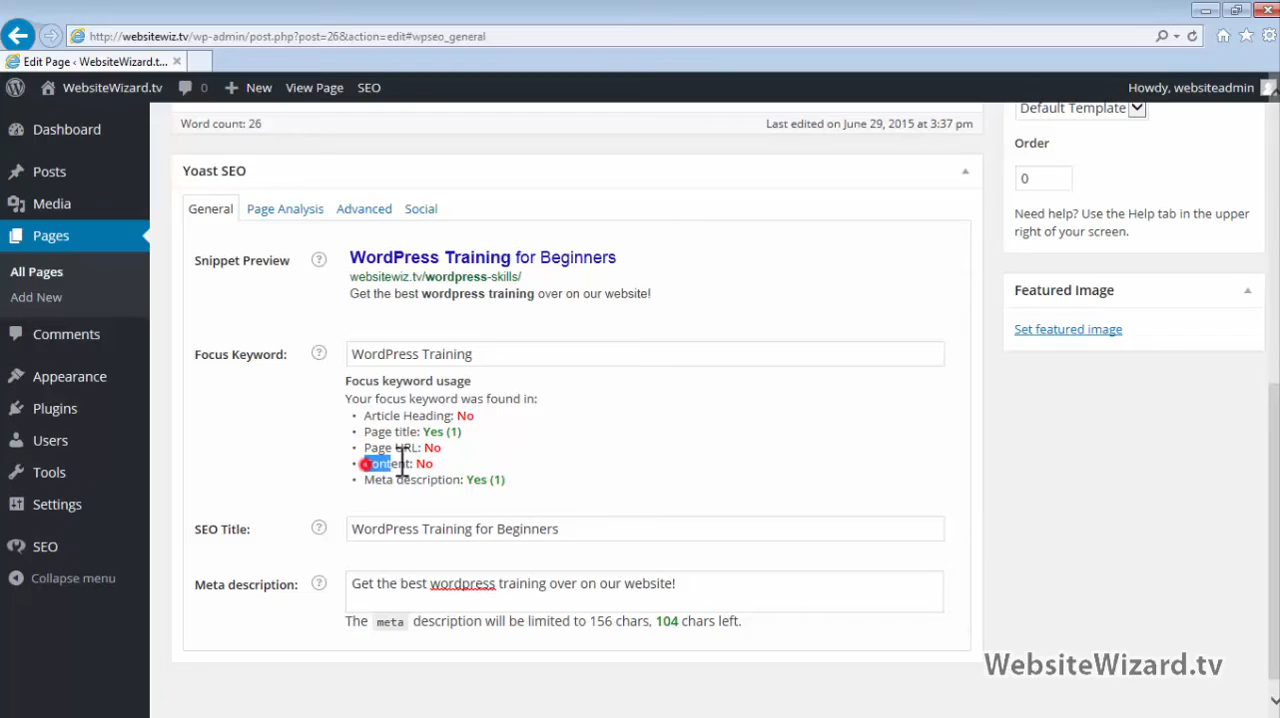 http://websitewiz.tv/wp-admin/post.php?post=26&action=edit#wpseo_general
Edit Page ‹ WebsiteWizard.t...
WebsiteWizard.tv 0 New View Page SEO Howdy, websiteadmin
Dashboard
Posts
Media
Pages
All Pages
Add New
Comments
Appearance
Plugins
Users
Tools
Settings
SEO
Collapse menu
Word count: 26 Last edited on June 29, 2015 at 3:37 pm
Yoast SEO
General Page Analysis Advanced Social
Snippet Preview ? WordPress Training for Beginners
websitewiz.tv/wordpress-skills/
Get the best wordpress training over on our website!
Focus Keyword: ? WordPress Training
Focus keyword usage
Your focus keyword was found in:
• Article Heading: No
• Page title: Yes (1)
• Page URL: No
• Content: No
• Meta description: Yes (1)
SEO Title: ? WordPress Training for Beginners
Meta description: ? Get the best wordpress training over on our website!
The meta description will be limited to 156 chars, 104 chars left.
Default Template
Order
0
Need help? Use the Help tab in the upper
right of your screen.
Featured Image
Set featured image
WebsiteWizard.tv